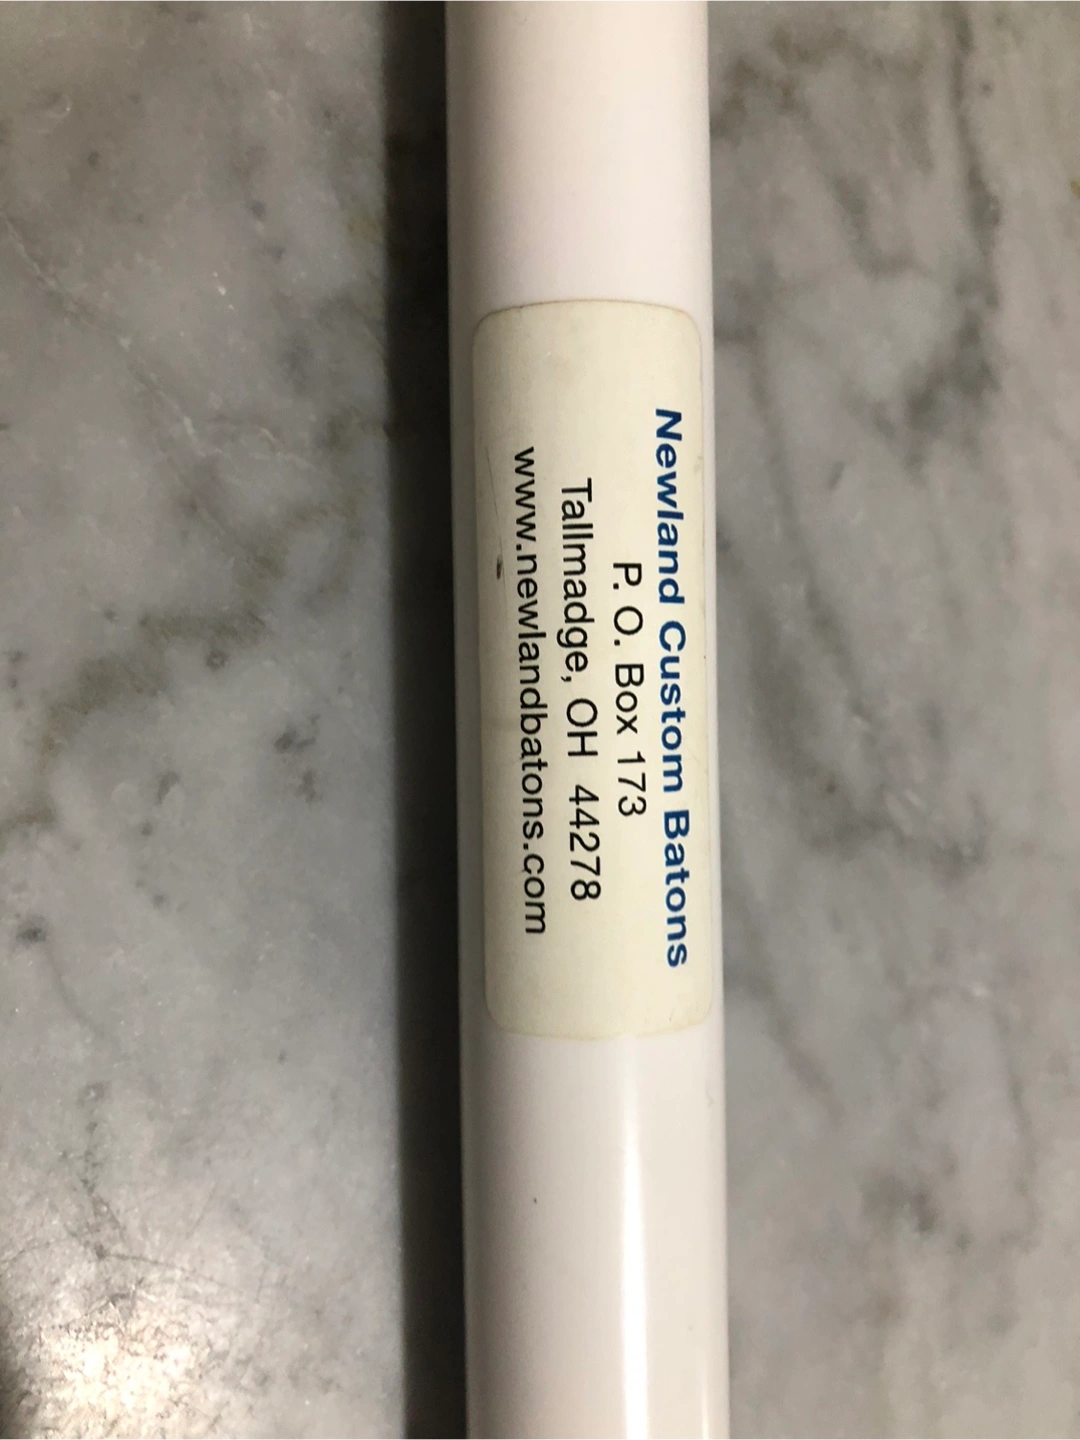 Newland Custom Batons
P. O. Box 173
Tallmadge, OH  44278
www.newlandbatons.com